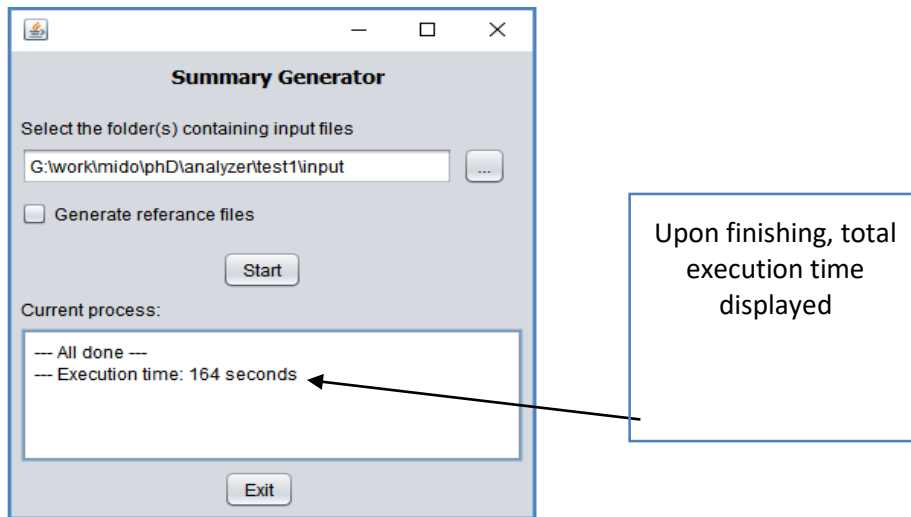 Summary Generator
Select the folder(s) containing input files
G:\work\mido\phD\analyzer\test1\input
...
Generate referance files
Start
Current process:
--- All done ---
--- Execution time: 164 seconds
Exit
Upon finishing, total
execution time
displayed